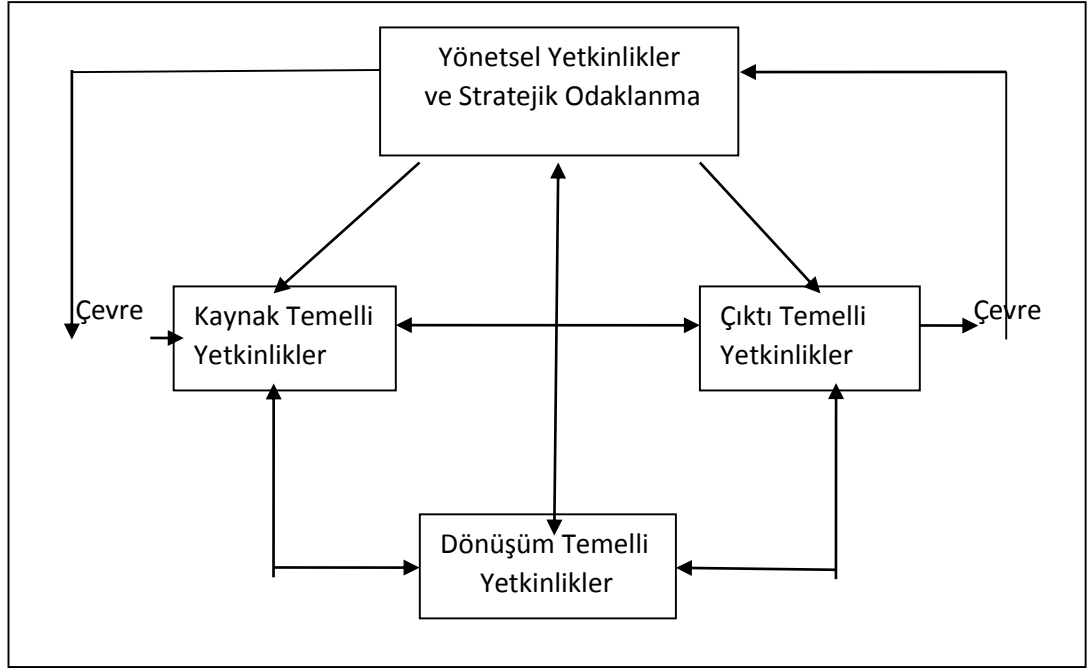 Yönetsel Yetkinlikler
ve Stratejik Odaklanma
Çevre
Kaynak Temelli
Yetkinlikler
Çıktı Temelli
Yetkinlikler
Çevre
Dönüşüm Temelli
Yetkinlikler